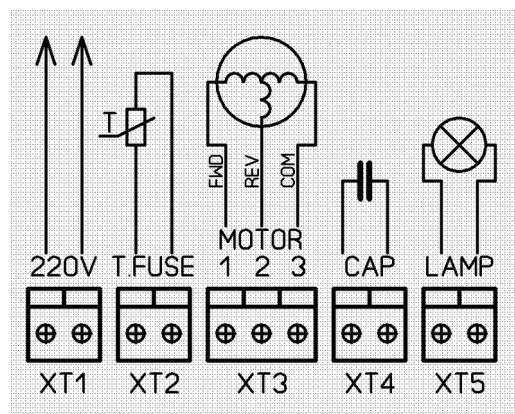 T
FWD
REV
COM
MOTOR
220V T.FUSE 1 2 3 CAP LAMP
XT1 XT2 XT3 XT4 XT5